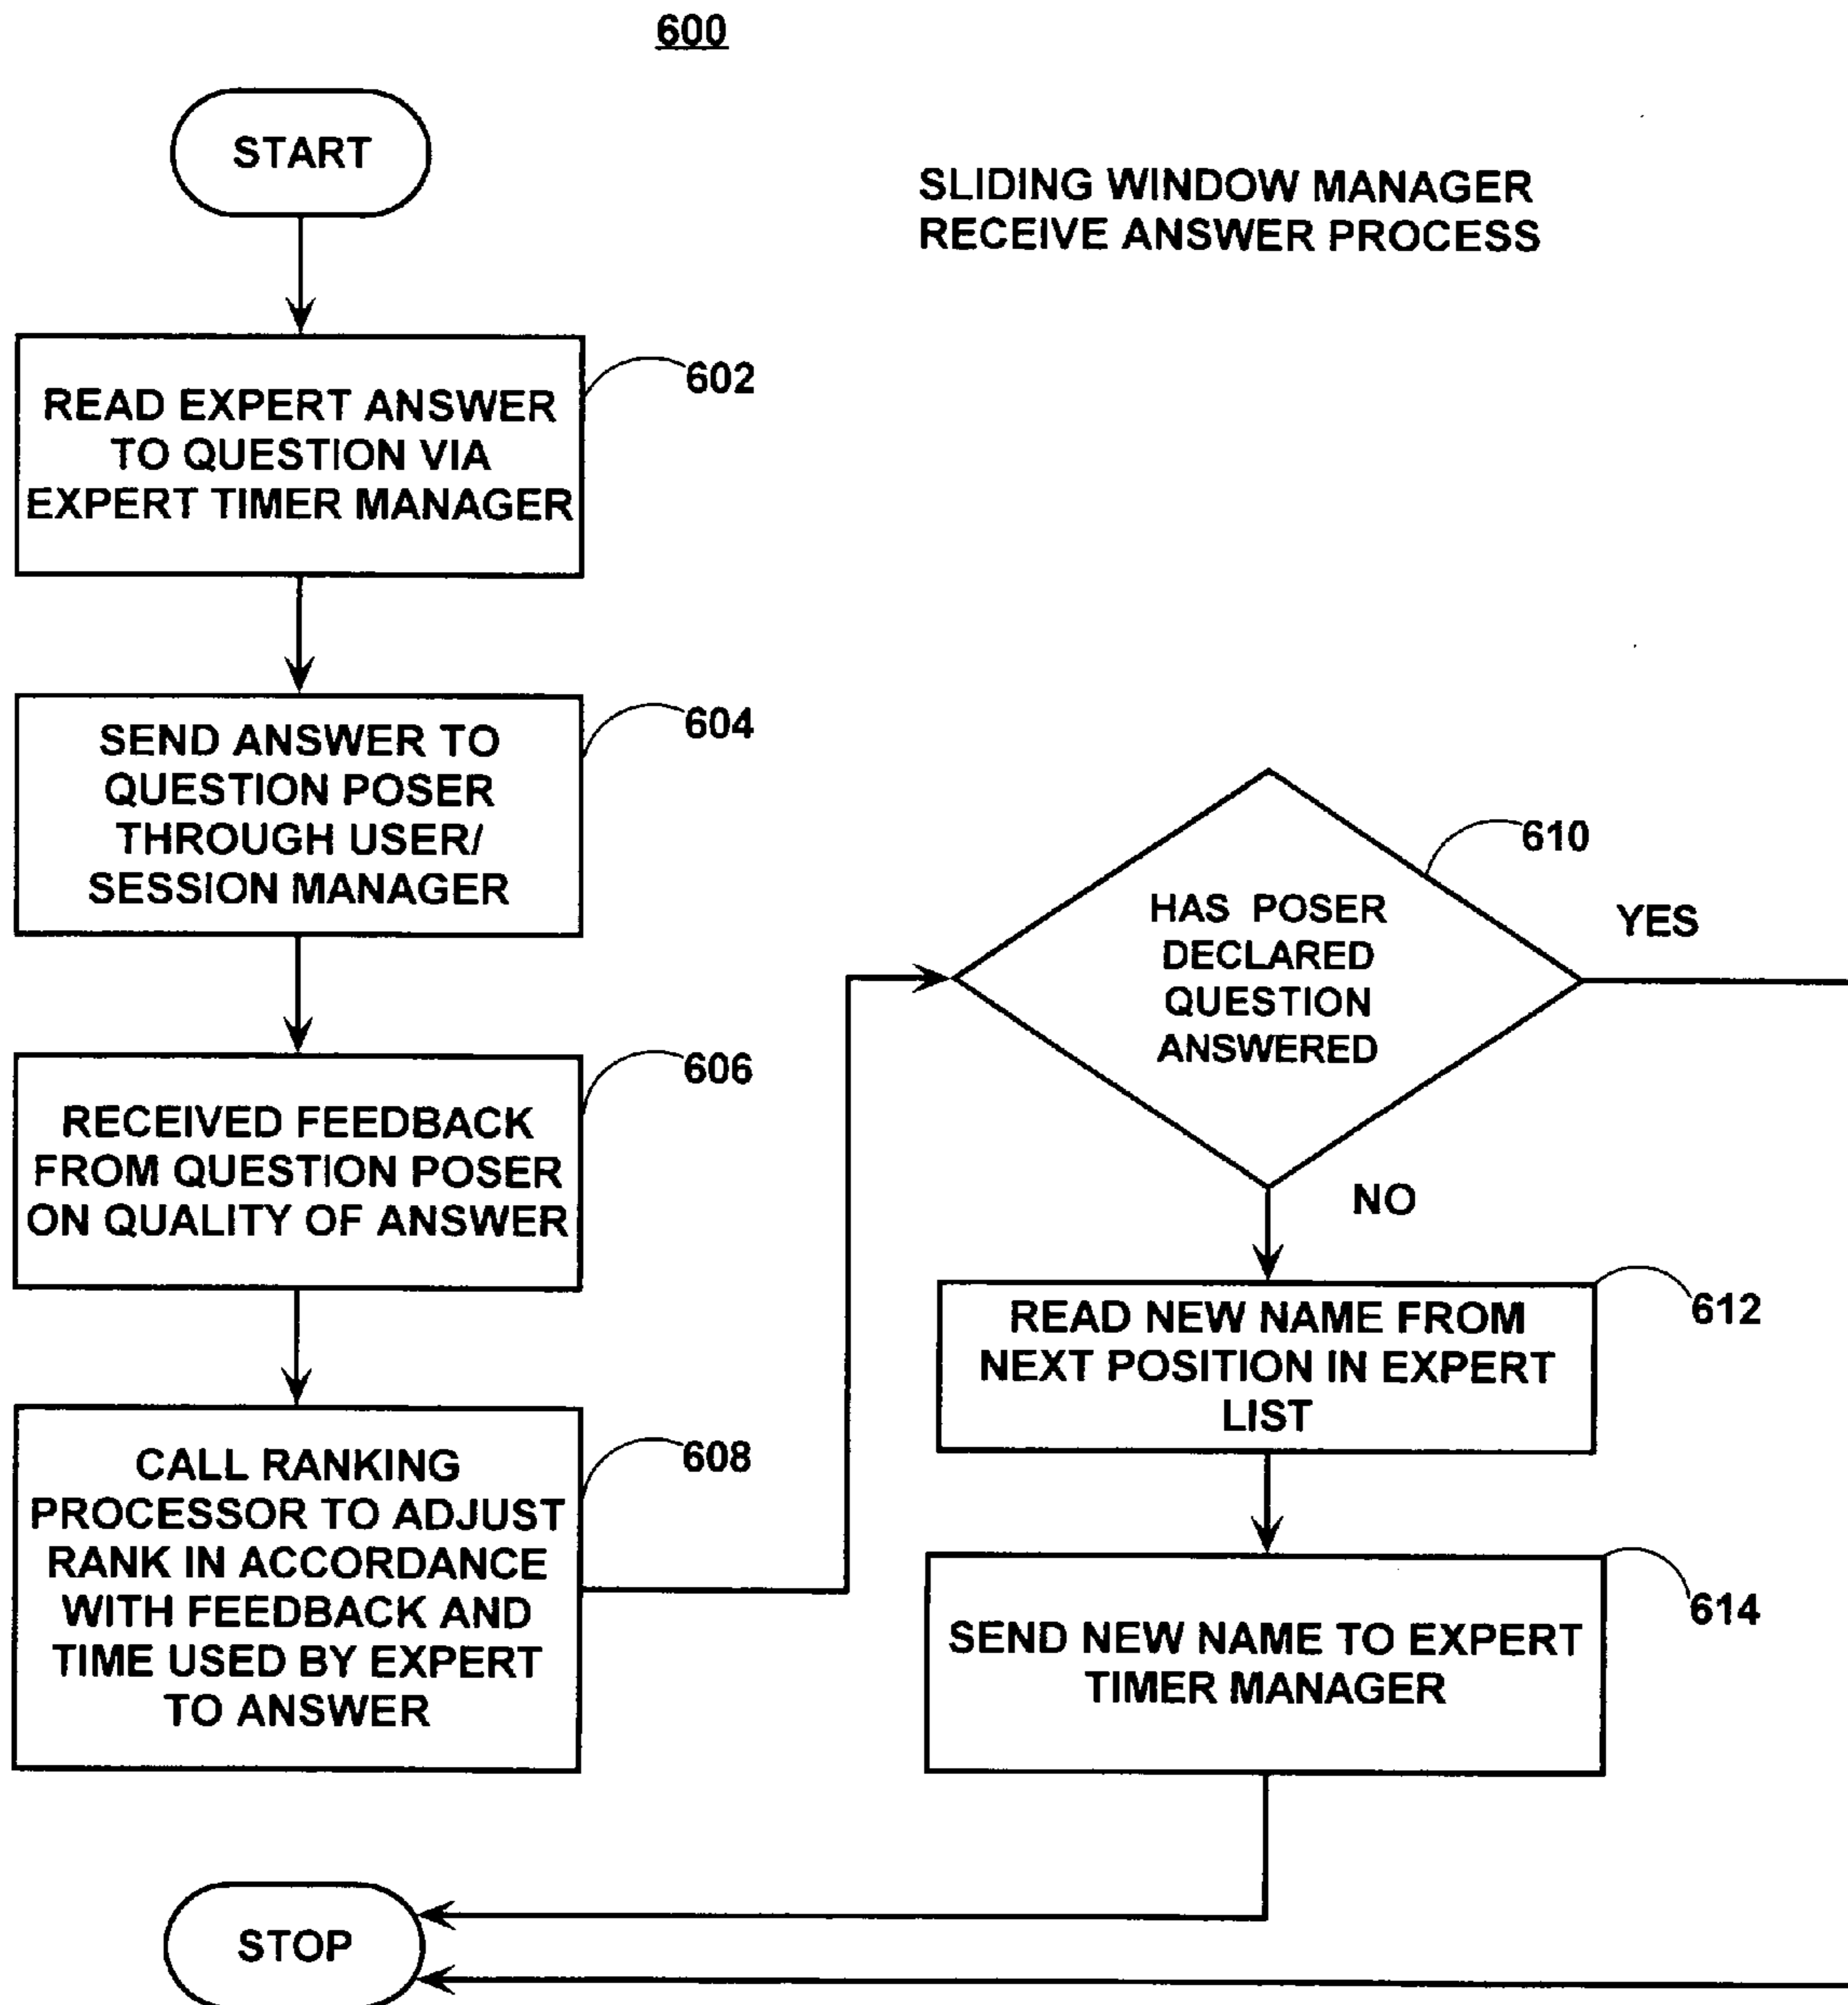 600
START
SLIDING WINDOW MANAGER
RECEIVE ANSWER PROCESS
READ EXPERT ANSWER
TO QUESTION VIA
EXPERT TIMER MANAGER
602
SEND ANSWER TO
QUESTION POSER
THROUGH USER/
SESSION MANAGER
604
RECEIVED FEEDBACK
FROM QUESTION POSER
ON QUALITY OF ANSWER
606
CALL RANKING
PROCESSOR TO ADJUST
RANK IN ACCORDANCE
WITH FEEDBACK AND
TIME USED BY EXPERT
TO ANSWER
608
HAS POSER
DECLARED
QUESTION
ANSWERED
610
YES
NO
READ NEW NAME FROM
NEXT POSITION IN EXPERT
LIST
612
SEND NEW NAME TO EXPERT
TIMER MANAGER
614
STOP